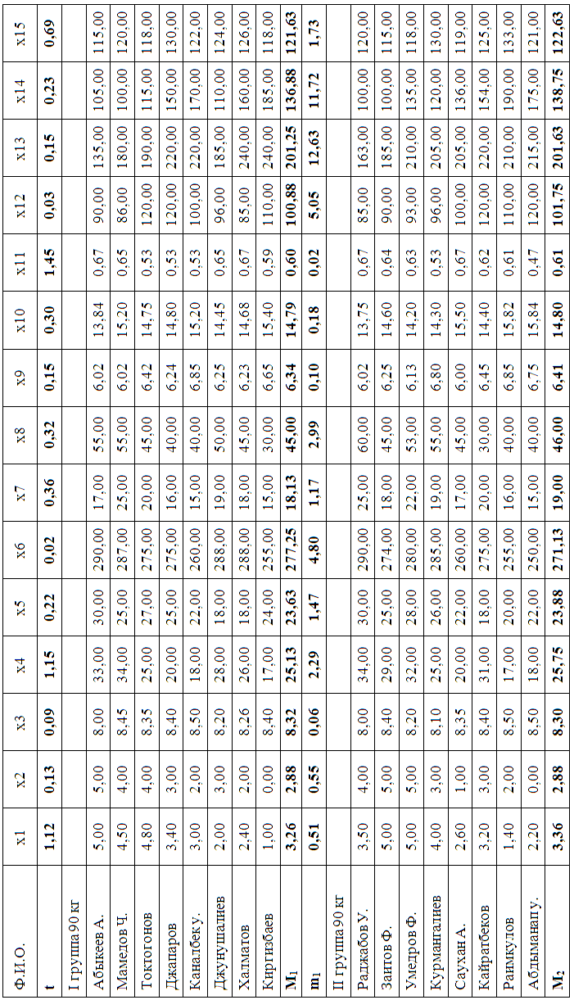 Ф.И.О. x1 x2 x3 x4 x5 x6 x7 x8 x9 x10 x11 x12 x13 x14 x15
t 1,12 0,13 0,09 1,15 0,22 0,02 0,36 0,32 0,15 0,30 1,45 0,03 0,15 0,23 0,69
I группа 90 кг
Абыкеев А. 5,00 5,00 8,00 33,00 30,00 290,00 17,00 55,00 6,02 13,84 0,67 90,00 135,00 105,00 115,00
Мамедов Ч. 4,50 4,00 8,45 34,00 25,00 287,00 25,00 55,00 6,02 15,20 0,65 86,00 180,00 100,00 120,00
Токтогонов 4,80 4,00 8,35 25,00 27,00 275,00 20,00 45,00 6,42 14,75 0,53 120,00 190,00 115,00 118,00
Джапаров 3,40 3,00 8,40 20,00 25,00 275,00 16,00 40,00 6,24 14,80 0,53 120,00 220,00 150,00 130,00
Каналбек у. 3,00 2,00 8,50 18,00 22,00 260,00 15,00 40,00 6,85 15,20 0,53 100,00 220,00 170,00 122,00
Джунушалиев 2,00 3,00 8,20 28,00 18,00 288,00 19,00 50,00 6,25 14,45 0,65 96,00 185,00 110,00 124,00
Халматов 2,40 2,00 8,26 26,00 18,00 288,00 18,00 45,00 6,23 14,68 0,67 85,00 240,00 160,00 126,00
Киргизбаев 1,00 0,00 8,40 17,00 24,00 255,00 15,00 30,00 6,65 15,40 0,59 110,00 240,00 185,00 118,00
M1 3,26 2,88 8,32 25,13 23,63 277,25 18,13 45,00 6,34 14,79 0,60 100,88 201,25 136,88 121,63
m1 0,51 0,55 0,06 2,29 1,47 4,80 1,17 2,99 0,10 0,18 0,02 5,05 12,63 11,72 1,73
II группа 90 кг
Раджабов У. 3,50 4,00 8,00 34,00 30,00 290,00 25,00 60,00 6,02 13,75 0,67 85,00 163,00 100,00 120,00
Заитов Ф. 5,00 5,00 8,40 29,00 25,00 274,00 18,00 45,00 6,25 14,60 0,64 90,00 185,00 100,00 115,00
Умедров Ф. 5,00 5,00 8,20 32,00 28,00 280,00 22,00 53,00 6,13 14,20 0,63 93,00 210,00 135,00 118,00
Курмангалиев 4,00 3,00 8,10 25,00 26,00 285,00 19,00 55,00 6,80 14,30 0,53 96,00 205,00 120,00 130,00
Саухан А. 2,60 1,00 8,35 20,00 22,00 260,00 17,00 45,00 6,00 15,50 0,67 100,00 205,00 136,00 119,00
Кайратбеков 3,20 3,00 8,40 31,00 18,00 275,00 20,00 30,00 6,45 14,40 0,62 120,00 220,00 154,00 125,00
Раимкулов 1,40 2,00 8,50 17,00 20,00 255,00 16,00 40,00 6,85 15,82 0,61 110,00 210,00 190,00 133,00
Абдыманап у. 2,20 0,00 8,50 18,00 22,00 250,00 15,00 40,00 6,75 15,84 0,47 120,00 215,00 175,00 121,00
M2 3,36 2,88 8,30 25,75 23,88 271,13 19,00 46,00 6,41 14,80 0,61 101,75 201,63 138,75 122,63